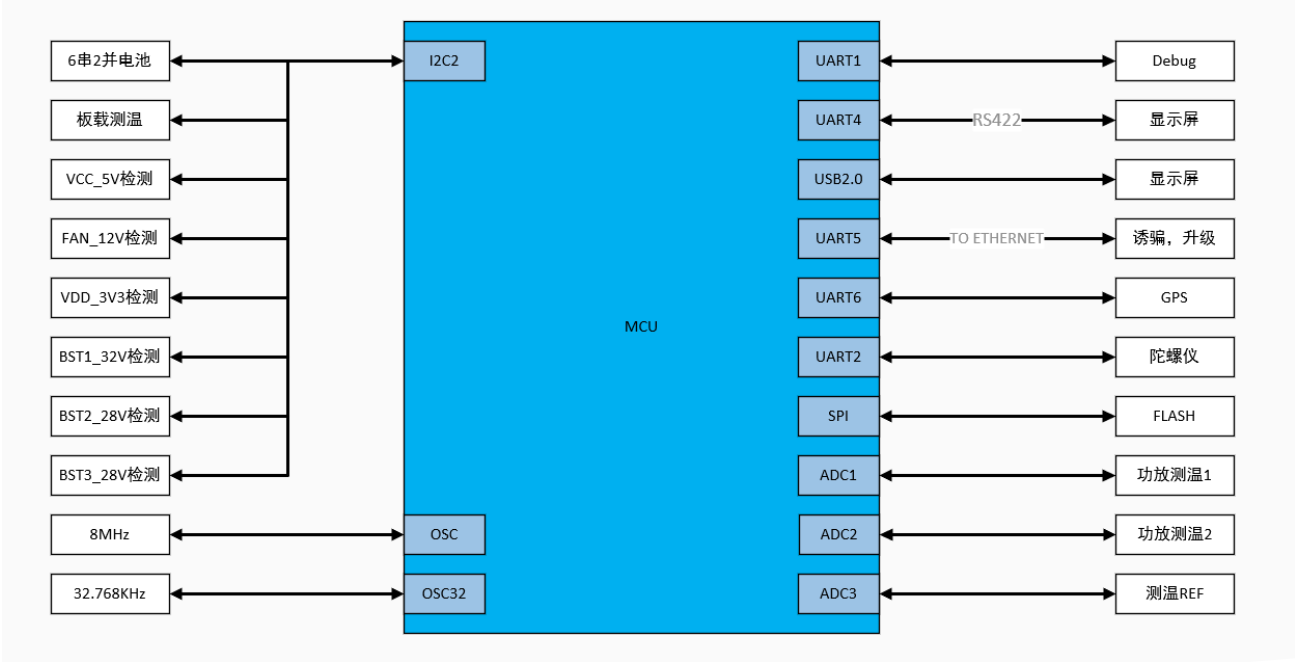 6串2并电池
I2C2
UART1
Debug
板载测温
UART4
RS422
显示屏
VCC_5V检测
USB2.0
显示屏
FAN_12V检测
UART5
TO ETHERNET
诱骗，升级
VDD_3V3检测
UART6
GPS
MCU
BST1_32V检测
UART2
陀螺仪
BST2_28V检测
SPI
FLASH
BST3_28V检测
ADC1
功放测温1
8MHz
OSC
ADC2
功放测温2
32.768KHz
OSC32
ADC3
测温REF